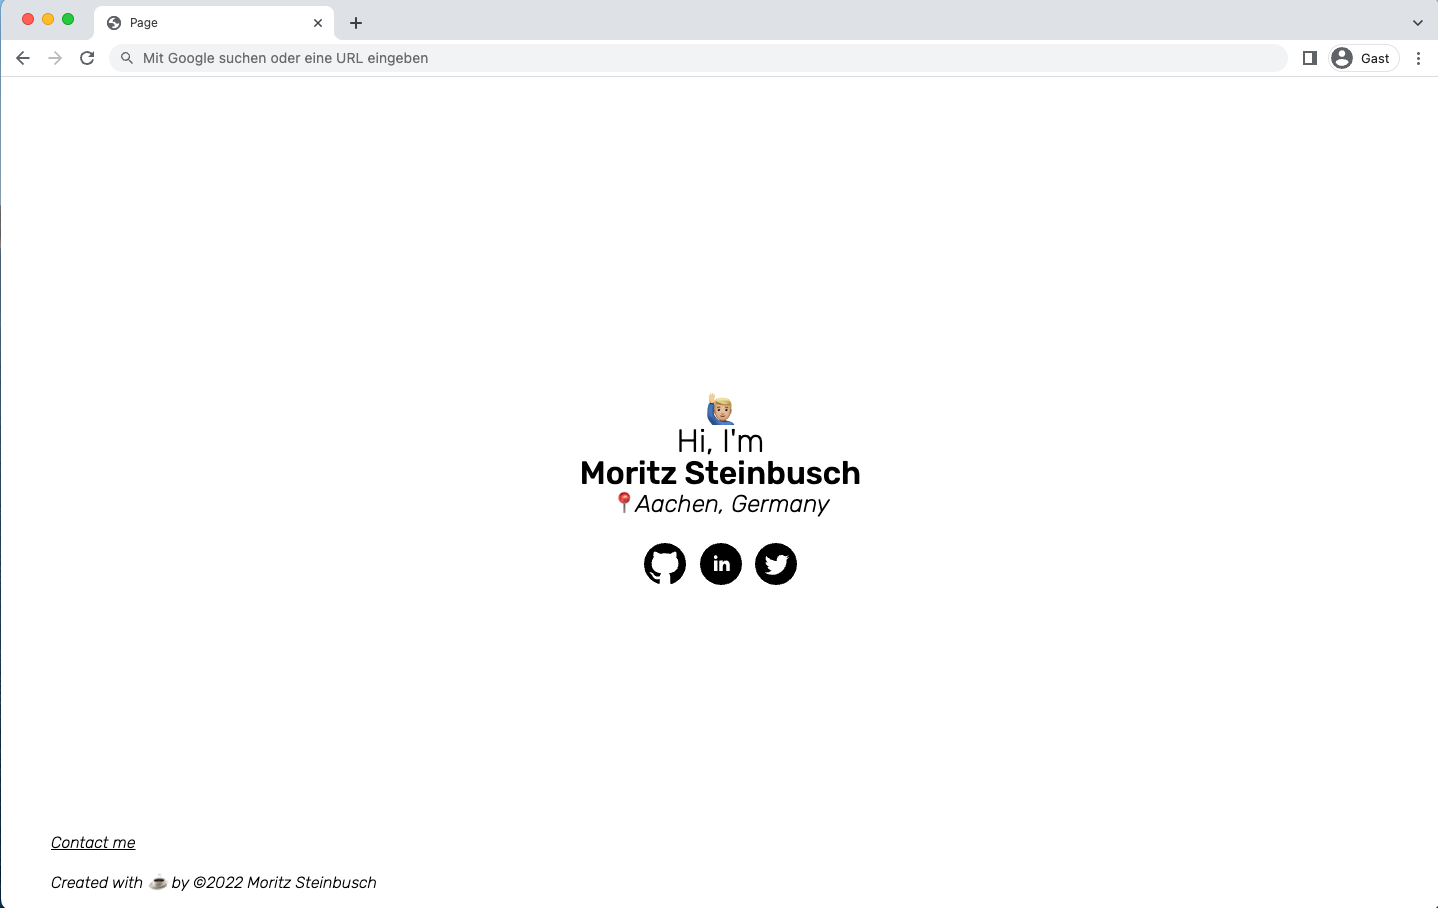 Page
Mit Google suchen oder eine URL eingeben
Gast
Hi, I'm
Moritz Steinbusch
📍Aachen, Germany
in
Contact me
Created with ☕ by ©2022 Moritz Steinbusch